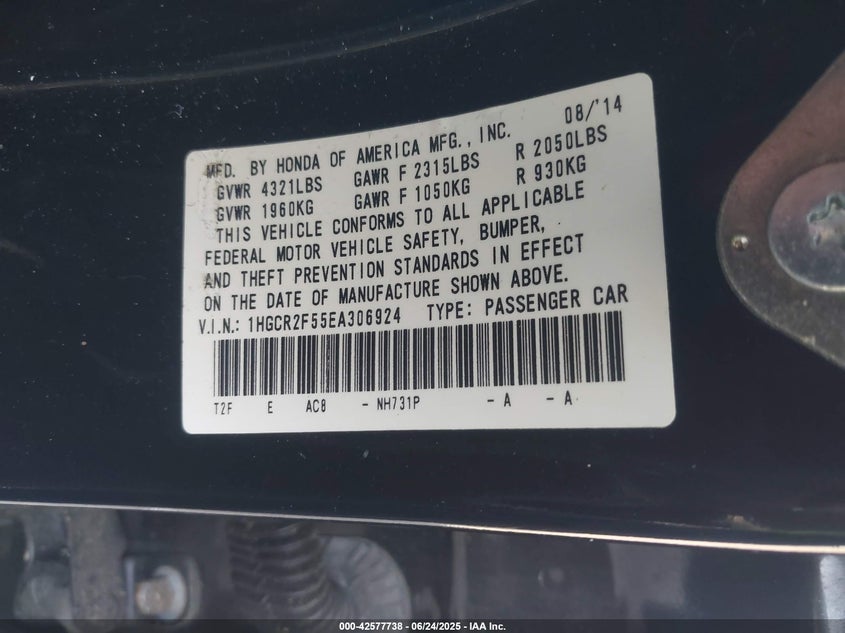 MFD. BY HONDA OF AMERICA MFG., INC. 08/'14
GVWR 4321LBS GAWR F 2315LBS R 2050LBS
GVWR 1960KG GAWR F 1050KG R 930KG
THIS VEHICLE CONFORMS TO ALL APPLICABLE
FEDERAL MOTOR VEHICLE SAFETY, BUMPER,
AND THEFT PREVENTION STANDARDS IN EFFECT
ON THE DATE OF MANUFACTURE SHOWN ABOVE.
V.I.N.: 1HGCR2F55EA306924 TYPE: PASSENGER CAR
T2F E AC8 - NH731P - A - A
000-42577738 - 06/24/2025 - IAA Inc.